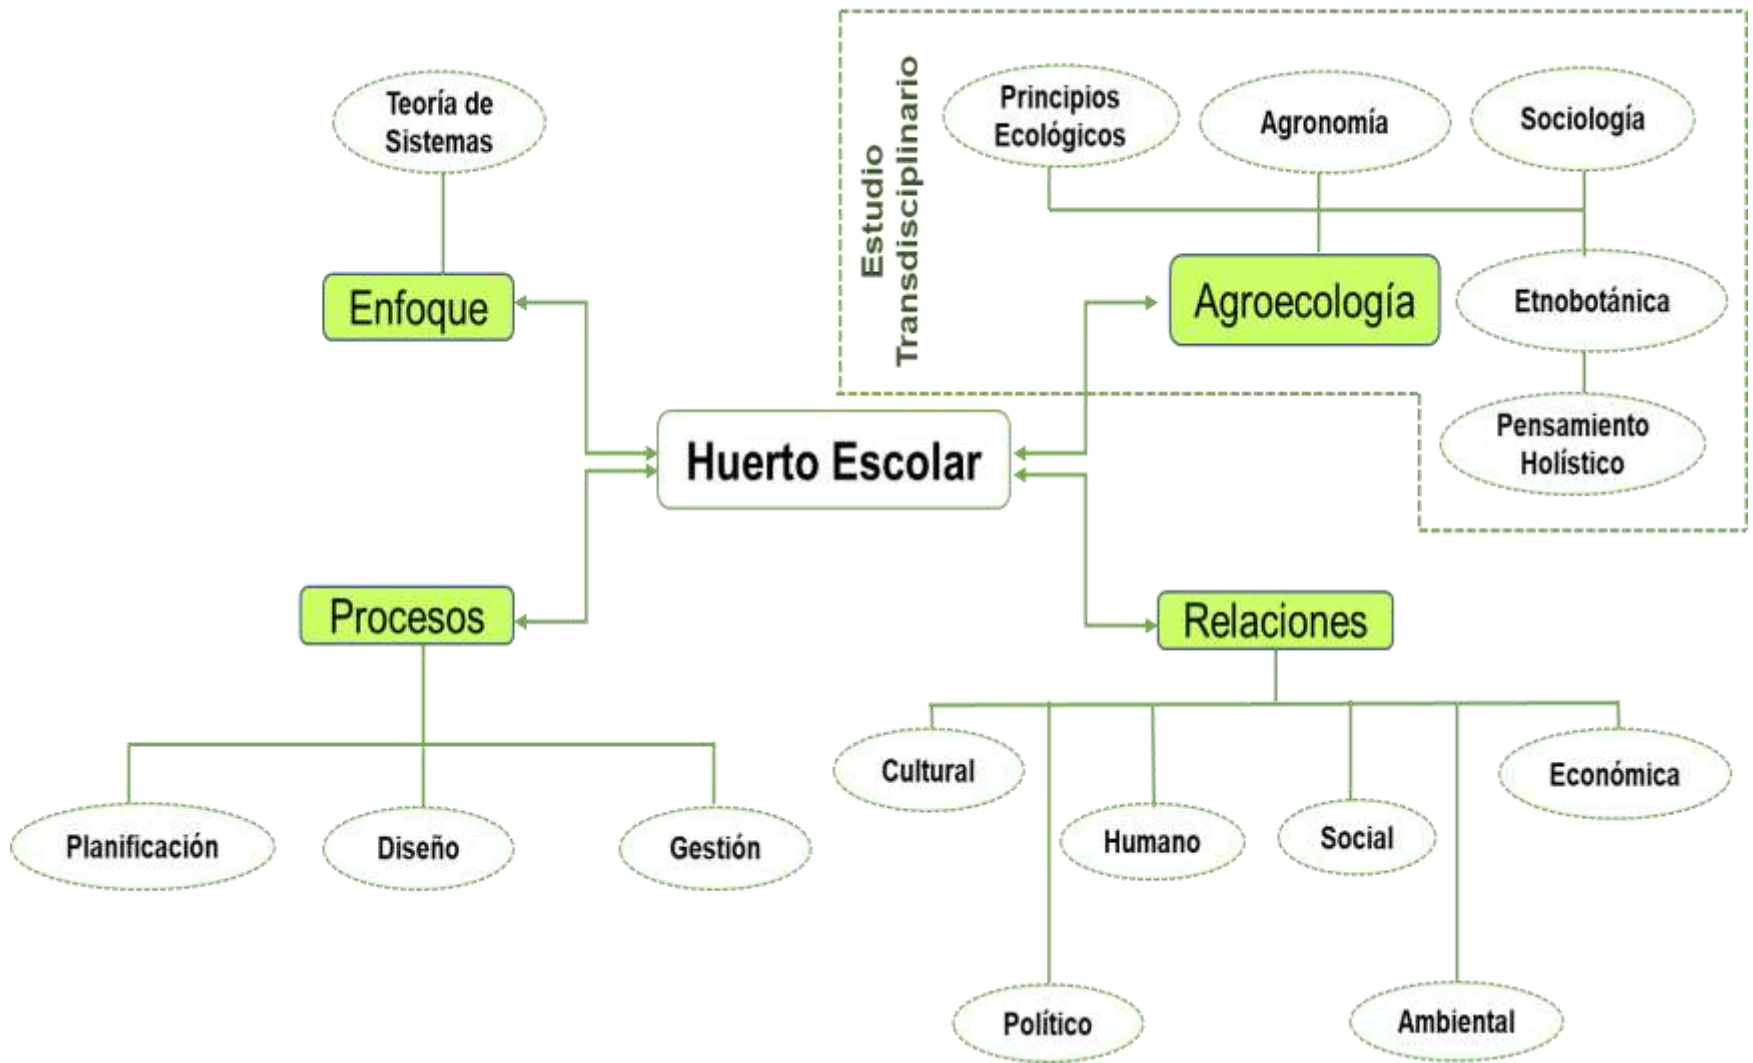 Teoría de
Sistemas
Enfoque
Estudio
Transdisciplinario
Principios
Ecológicos
Agronomía
Sociología
Agroecología
Etnobotánica
Pensamiento
Holístico
Huerto Escolar
Procesos
Planificación
Diseño
Gestión
Relaciones
Cultural
Político
Humano
Social
Ambiental
Económica